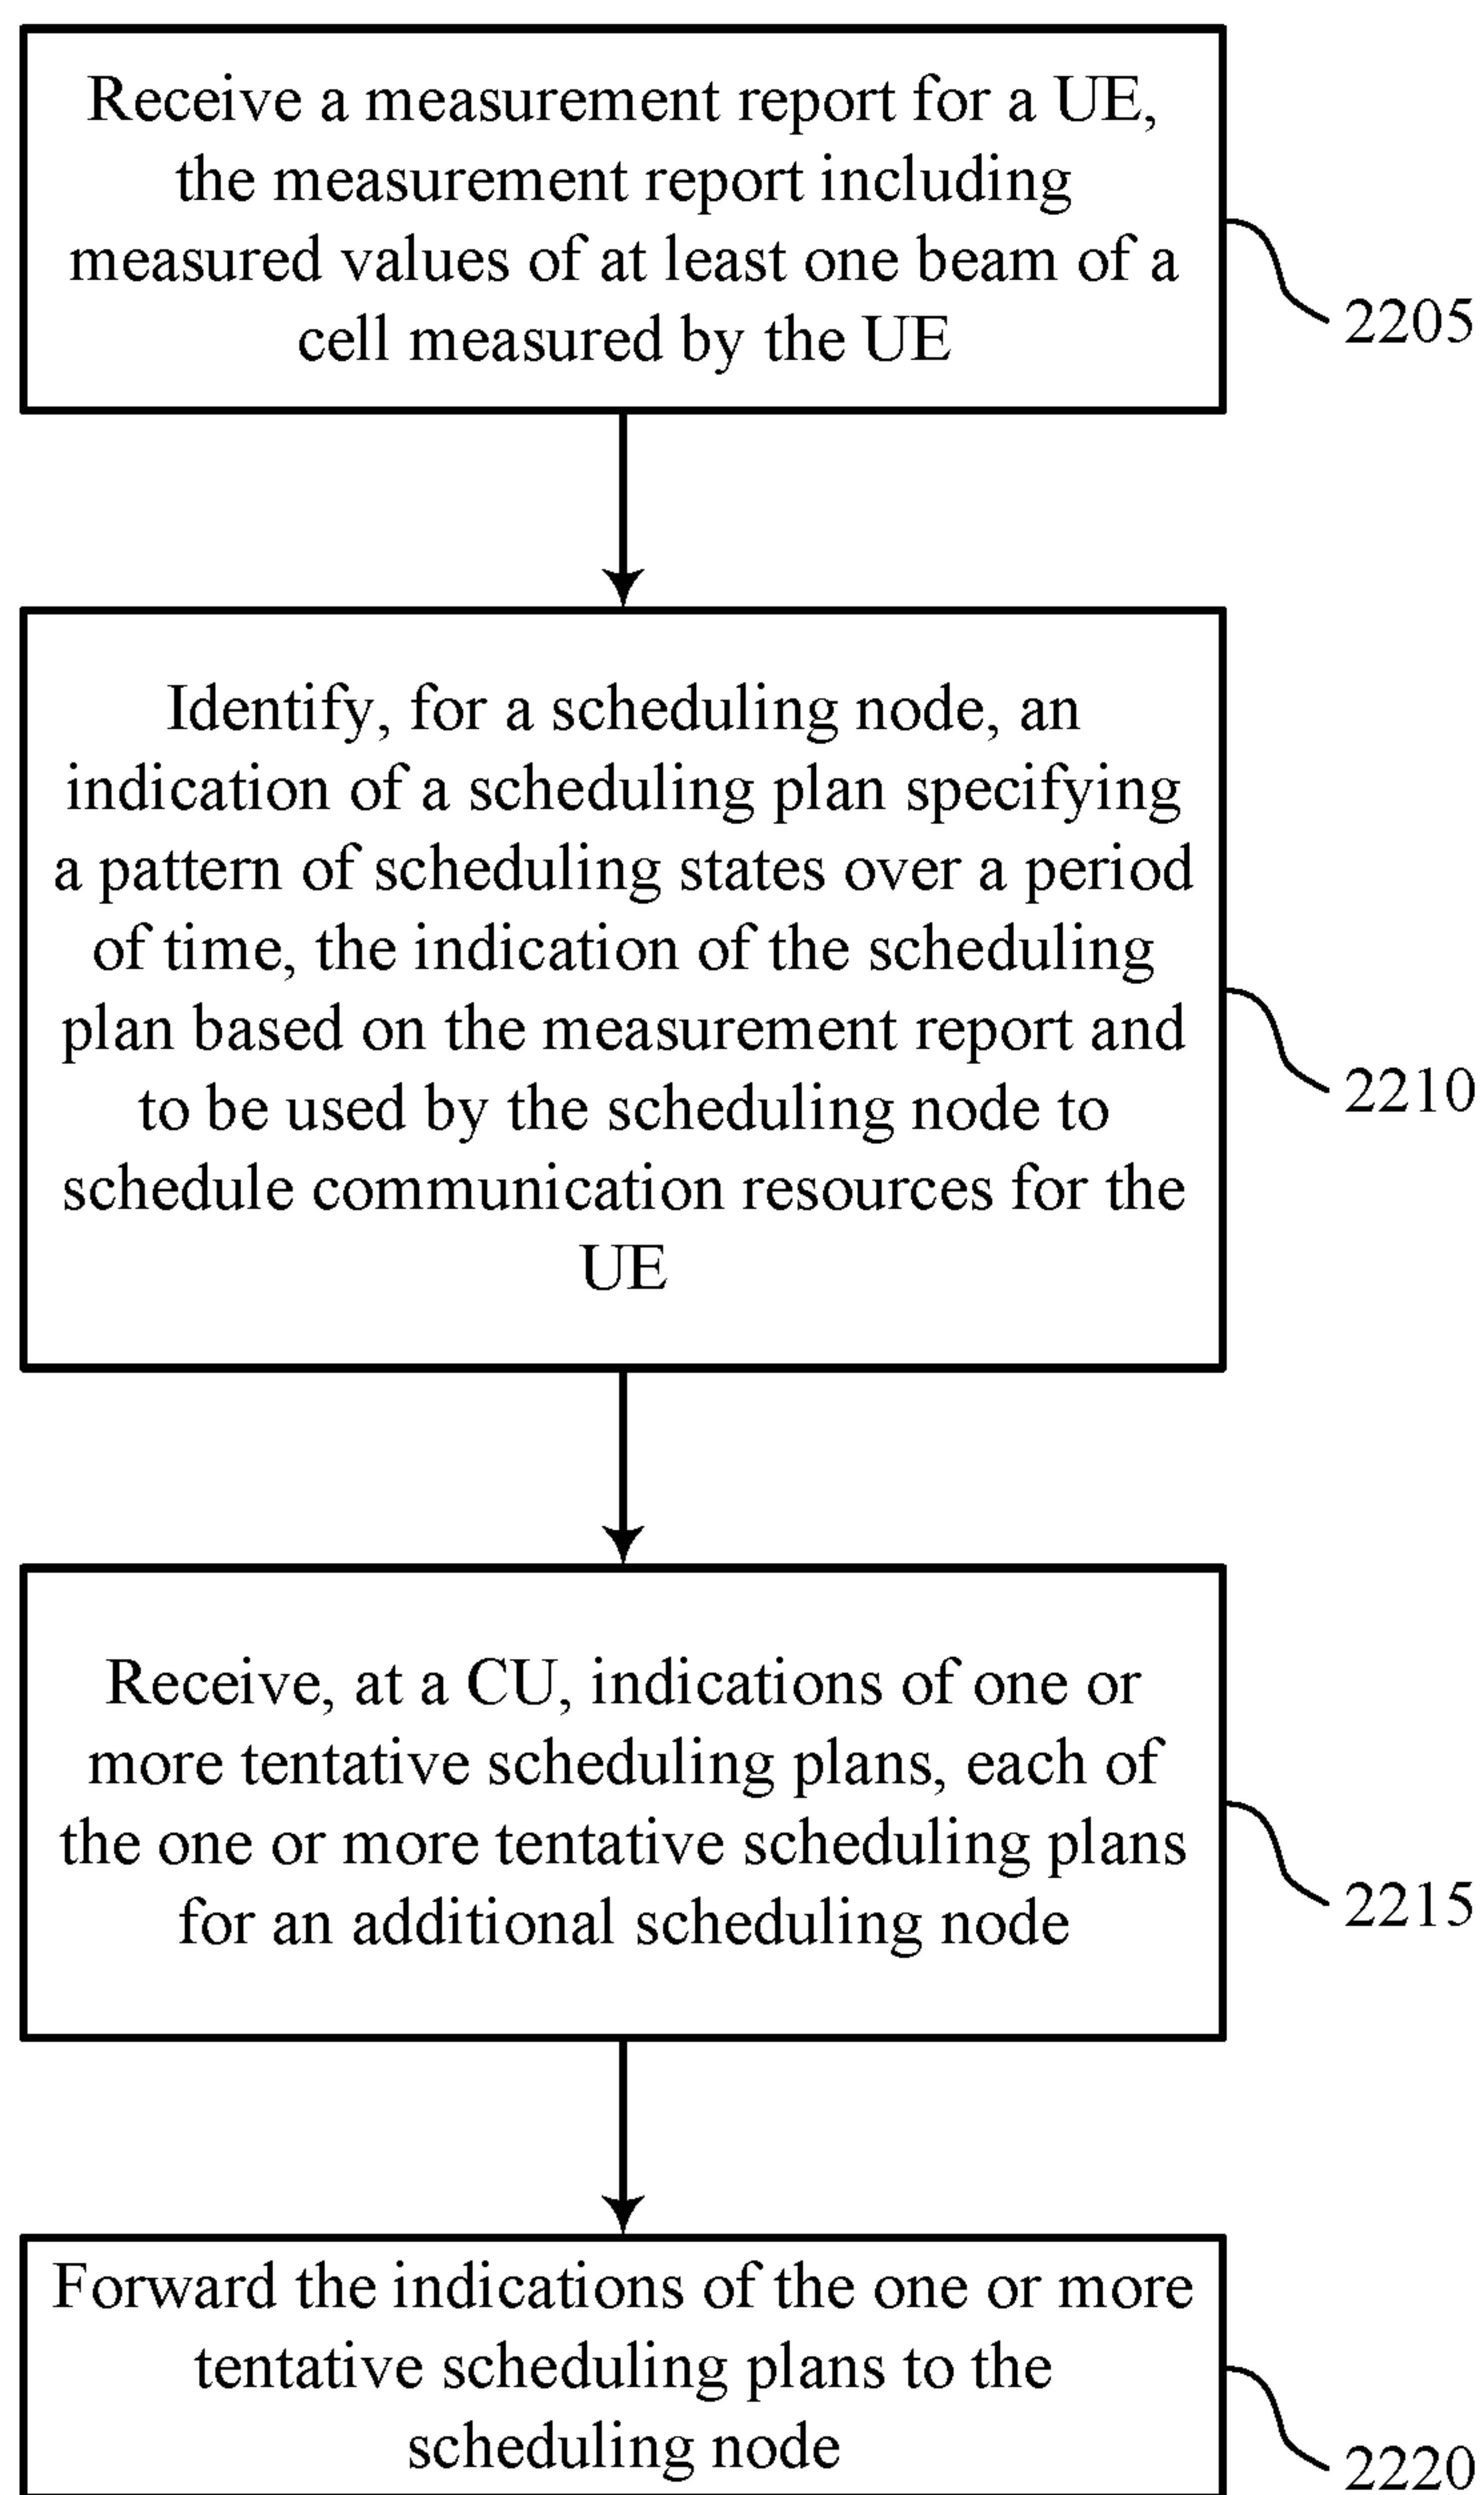 Receive a measurement report for a UE,
the measurement report including
measured values of at least one beam of a
cell measured by the UE
2205
Identify, for a scheduling node, an
indication of a scheduling plan specifying
a pattern of scheduling states over a period
of time, the indication of the scheduling
plan based on the measurement report and
to be used by the scheduling node to
schedule communication resources for the
UE
2210
Receive, at a CU, indications of one or
more tentative scheduling plans, each of
the one or more tentative scheduling plans
for an additional scheduling node
2215
Forward the indications of the one or more
tentative scheduling plans to the
scheduling node
2220